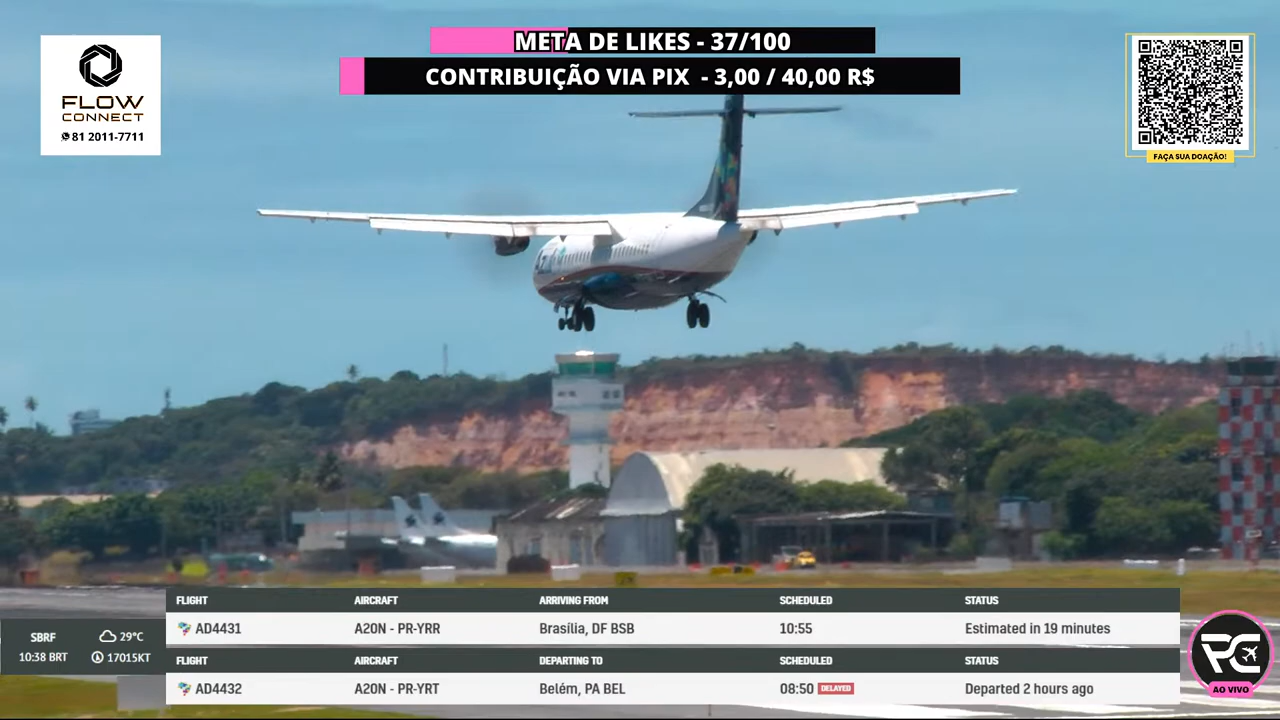 META DE LIKES - 37/100
CONTRIBUIÇÃO VIA PIX - 3,00 / 40,00 R$
FLOW
CONNECT
81 2011-7711
FAÇA SUA DOAÇÃO!
FLIGHT AIRCRAFT ARRIVING FROM SCHEDULED STATUS
AD4431 A20N - PR-YRR Brasília, DF BSB 10:55 Estimated in 19 minutes
FLIGHT AIRCRAFT DEPARTING TO SCHEDULED STATUS
AD4432 A20N - PR-YRT Belém, PA BEL 08:50 DELAYED Departed 2 hours ago
SBRF 29°C
10:38 BRT 17015KT
PC
AO VIVO